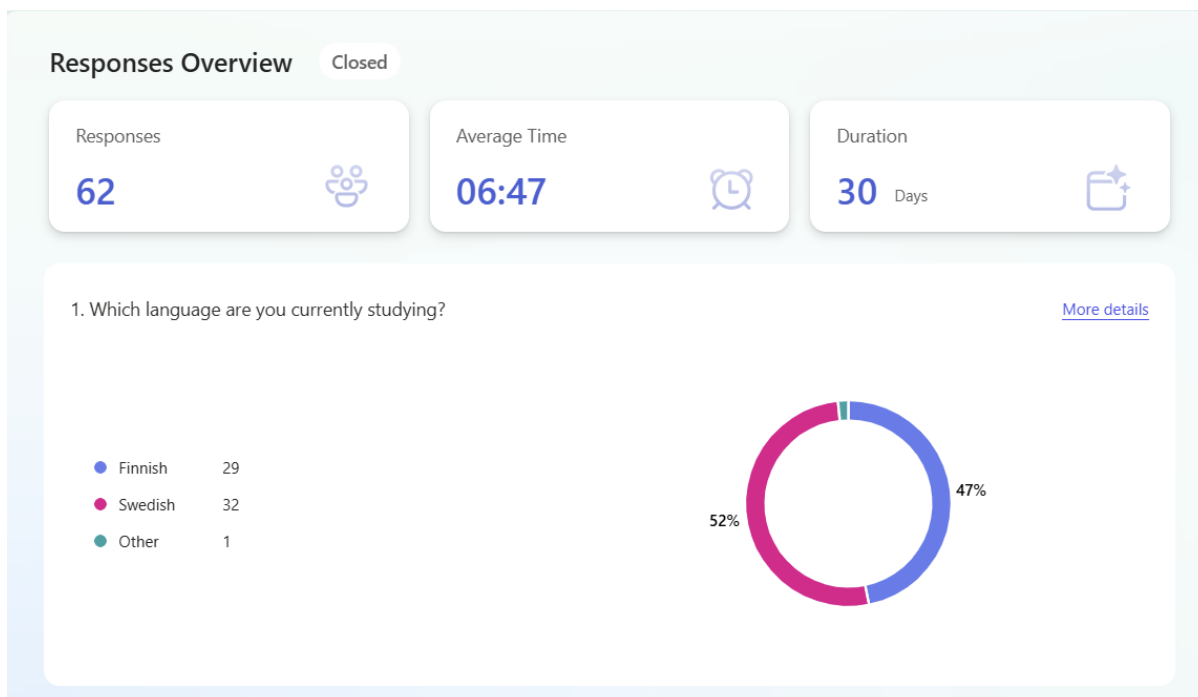 Responses Overview Closed
Responses
62
Average Time
06:47
Duration
30 Days
1. Which language are you currently studying?
More details
Finnish 29
Swedish 32
Other 1
47%
52%